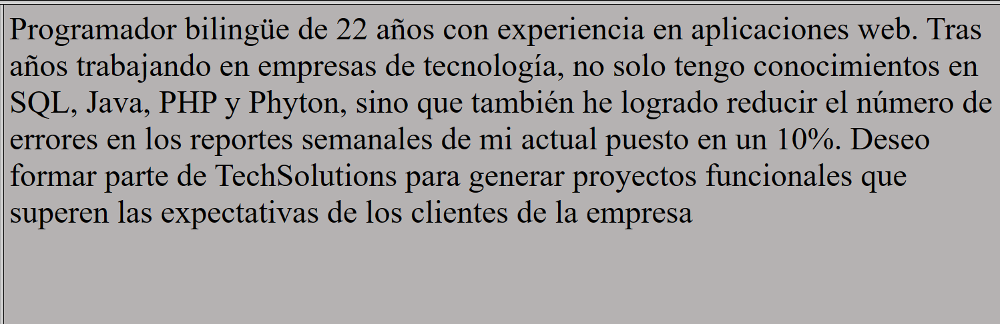 Programador bilingüe de 22 años con experiencia en aplicaciones web. Tras
años trabajando en empresas de tecnología, no solo tengo conocimientos en
SQL, Java, PHP y Phyton, sino que también he logrado reducir el número de
errores en los reportes semanales de mi actual puesto en un 10%. Deseo
formar parte de TechSolutions para generar proyectos funcionales que
superen las expectativas de los clientes de la empresa